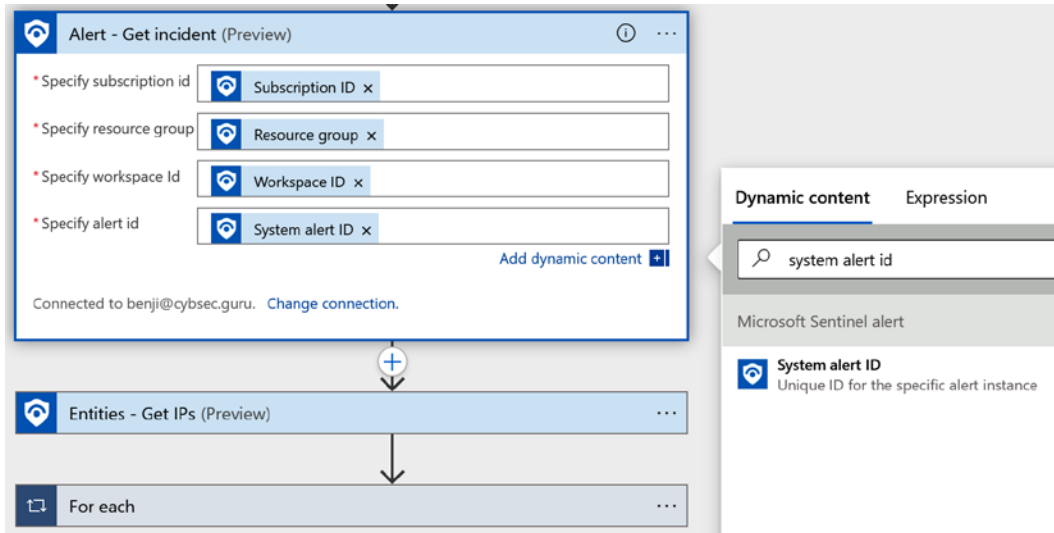 Alert - Get incident (Preview)
* Specify subscription id
Subscription ID ×
* Specify resource group
Resource group ×
* Specify workspace Id
Workspace ID ×
* Specify alert id
System alert ID ×
Add dynamic content
Connected to benji@cybsec.guru. Change connection.
Entities - Get IPs (Preview)
For each
Dynamic content Expression
system alert id
Microsoft Sentinel alert
System alert ID
Unique ID for the specific alert instance